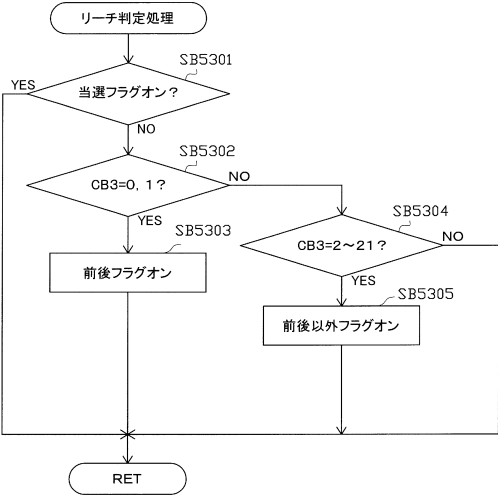 リーチ判定処理
SB5301
当選フラグオン？
YES
NO
SB5302
CB3=0, 1？
NO
YES
SB5303
前後フラグオン
SB5304
CB3=2～21？
NO
YES
SB5305
前後以外フラグオン
RET